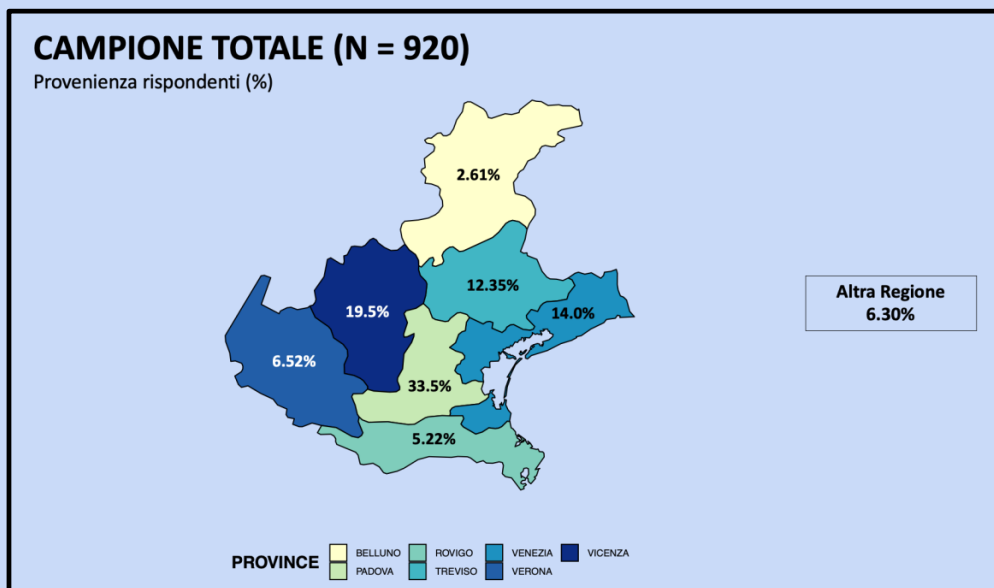 CAMPIONE TOTALE (N = 920)
Provenienza rispondenti (%)
2.61%
12.35%
19.5%
14.0%
Altra Regione
6.30%
6.52%
33.5%
5.22%
PROVINCE
BELLUNO ROVIGO VENEZIA VICENZA
PADOVA TREVISO VERONA